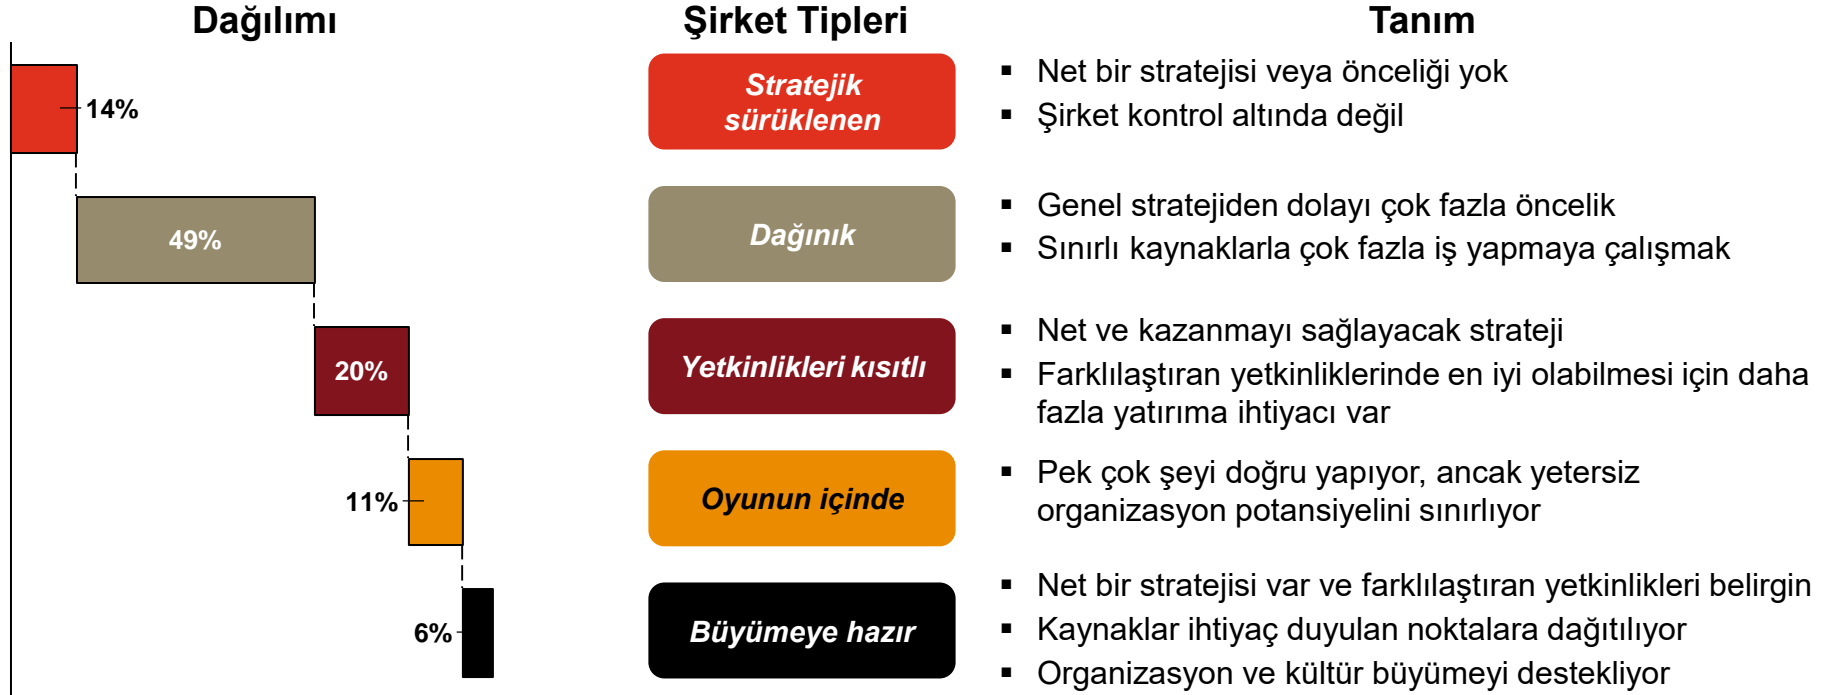 Dağılımı
Şirket Tipleri
Tanım
14%
Stratejik
sürüklenen
▪ Net bir stratejisi veya önceliği yok
▪ Şirket kontrol altında değil
49%
Dağınık
▪ Genel stratejiden dolayı çok fazla öncelik
▪ Sınırlı kaynaklarla çok fazla iş yapmaya çalışmak
20%
Yetkinlikleri kısıtlı
▪ Net ve kazanmayı sağlayacak strateji
▪ Farklılaştıran yetkinliklerinde en iyi olabilmesi için daha
fazla yatırıma ihtiyacı var
11%
Oyunun içinde
▪ Pek çok şeyi doğru yapıyor, ancak yetersiz
organizasyon potansiyelini sınırlıyor
6%
Büyümeye hazır
▪ Net bir stratejisi var ve farklılaştıran yetkinlikleri belirgin
▪ Kaynaklar ihtiyaç duyulan noktalara dağıtılıyor
▪ Organizasyon ve kültür büyümeyi destekliyor